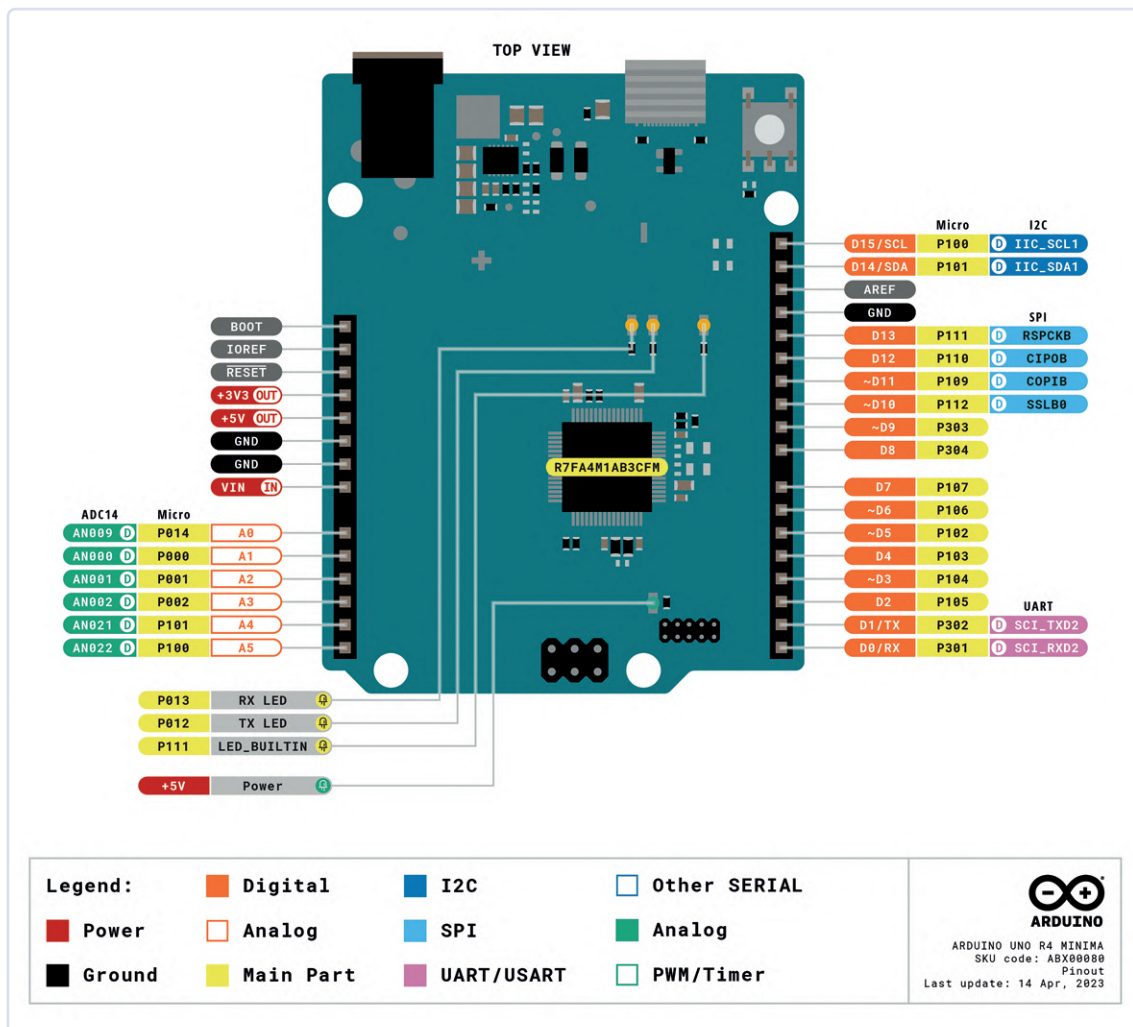 TOP VIEW
Micro I2C
D15/SCL P100 D IIC_SCL1
D14/SDA P101 D IIC_SDA1
AREF
GND
SPI
D13 P111 D RSPCKB
D12 P110 D CIPOB
~D11 P109 D COPIB
~D10 P112 D SSLB0
~D9 P303
D8 P304
D7 P107
~D6 P106
~D5 P102
D4 P103
~D3 P104
D2 P105
UART
D1/TX P302 D SCI_TXD2
D0/RX P301 D SCI_RXD2
BOOT
IOREF
RESET
+3V3 OUT
+5V OUT
GND
GND
VIN IN
ADC14 Micro
AN009 D P014 A0
AN000 D P000 A1
AN001 D P001 A2
AN002 D P002 A3
AN021 D P101 A4
AN022 D P100 A5
R7FA4M1AB3CFM
P013 RX LED
P012 TX LED
P111 LED_BUILTIN
+5V Power
Legend: Digital I2C Other SERIAL
Power Analog SPI Analog
Ground Main Part UART/USART PWM/Timer
ARDUINO
ARDUINO UNO R4 MINIMA
SKU code: ABX00080
Pinout
Last update: 14 Apr, 2023